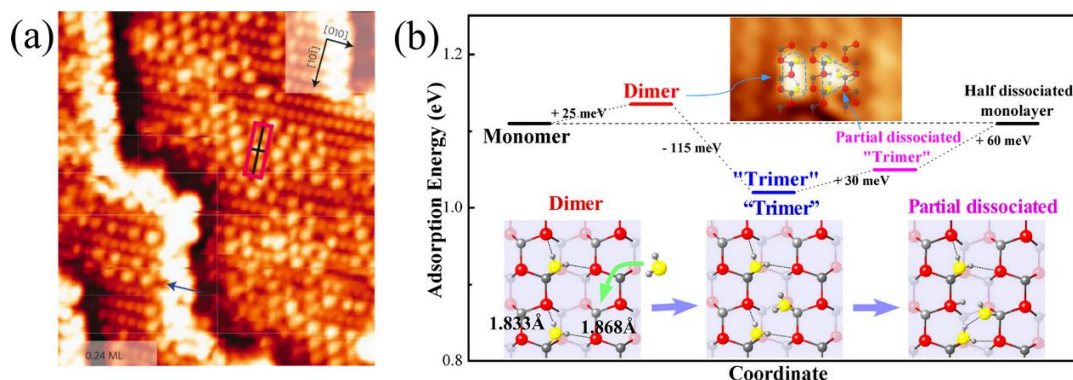 (a)
[010]
[101̄]
0.24 ML
(b)
Adsorption Energy (eV)
1.2
1.0
0.8
Coordinate
Monomer
+ 25 meV
Dimer
- 115 meV
"Trimer"
+ 30 meV
Partial dissociated
"Trimer"
+ 60 meV
Half dissociated
monolayer
Dimer
1.833Å
1.868Å
“Trimer”
Partial dissociated